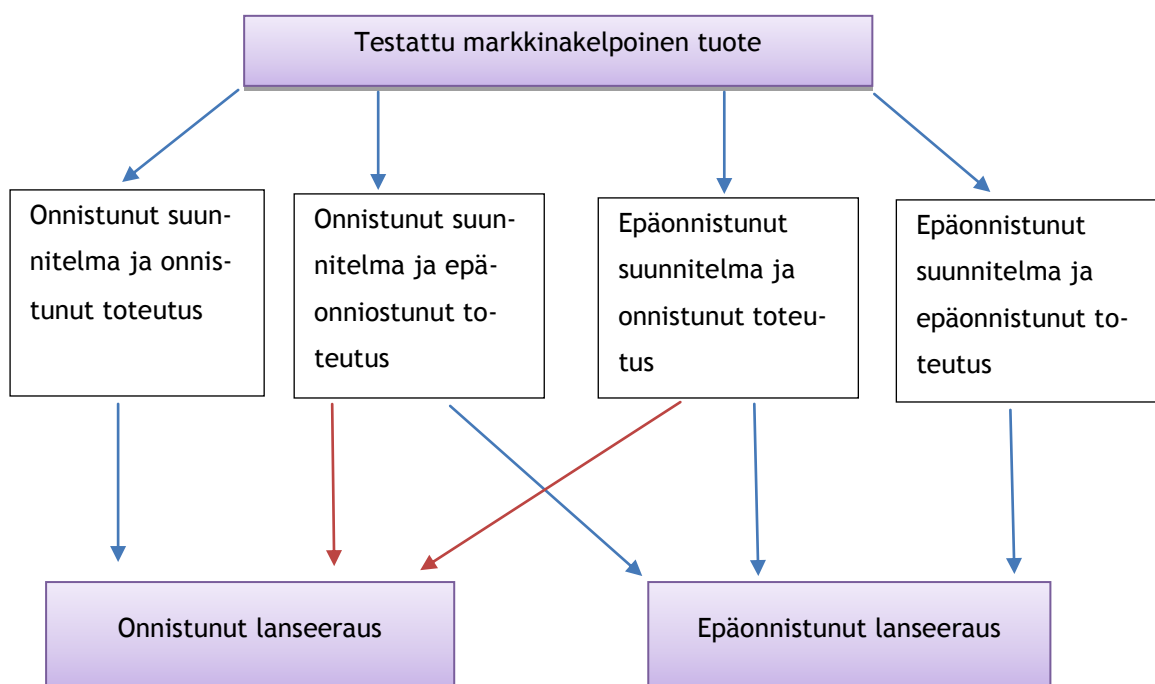 Testattu markkinakelpoinen tuote
Onnistunut suun-
nitelma ja onnis-
tunut toteutus
Onnistunut suun-
nitelma ja epä-
onniostunut to-
teutus
Epäonnistunut
suunnitelma ja
onnistunut toteu-
tus
Epäonnistunut
suunnitelma ja
epäonnistunut to-
teutus
Onnistunut lanseeraus
Epäonnistunut lanseeraus